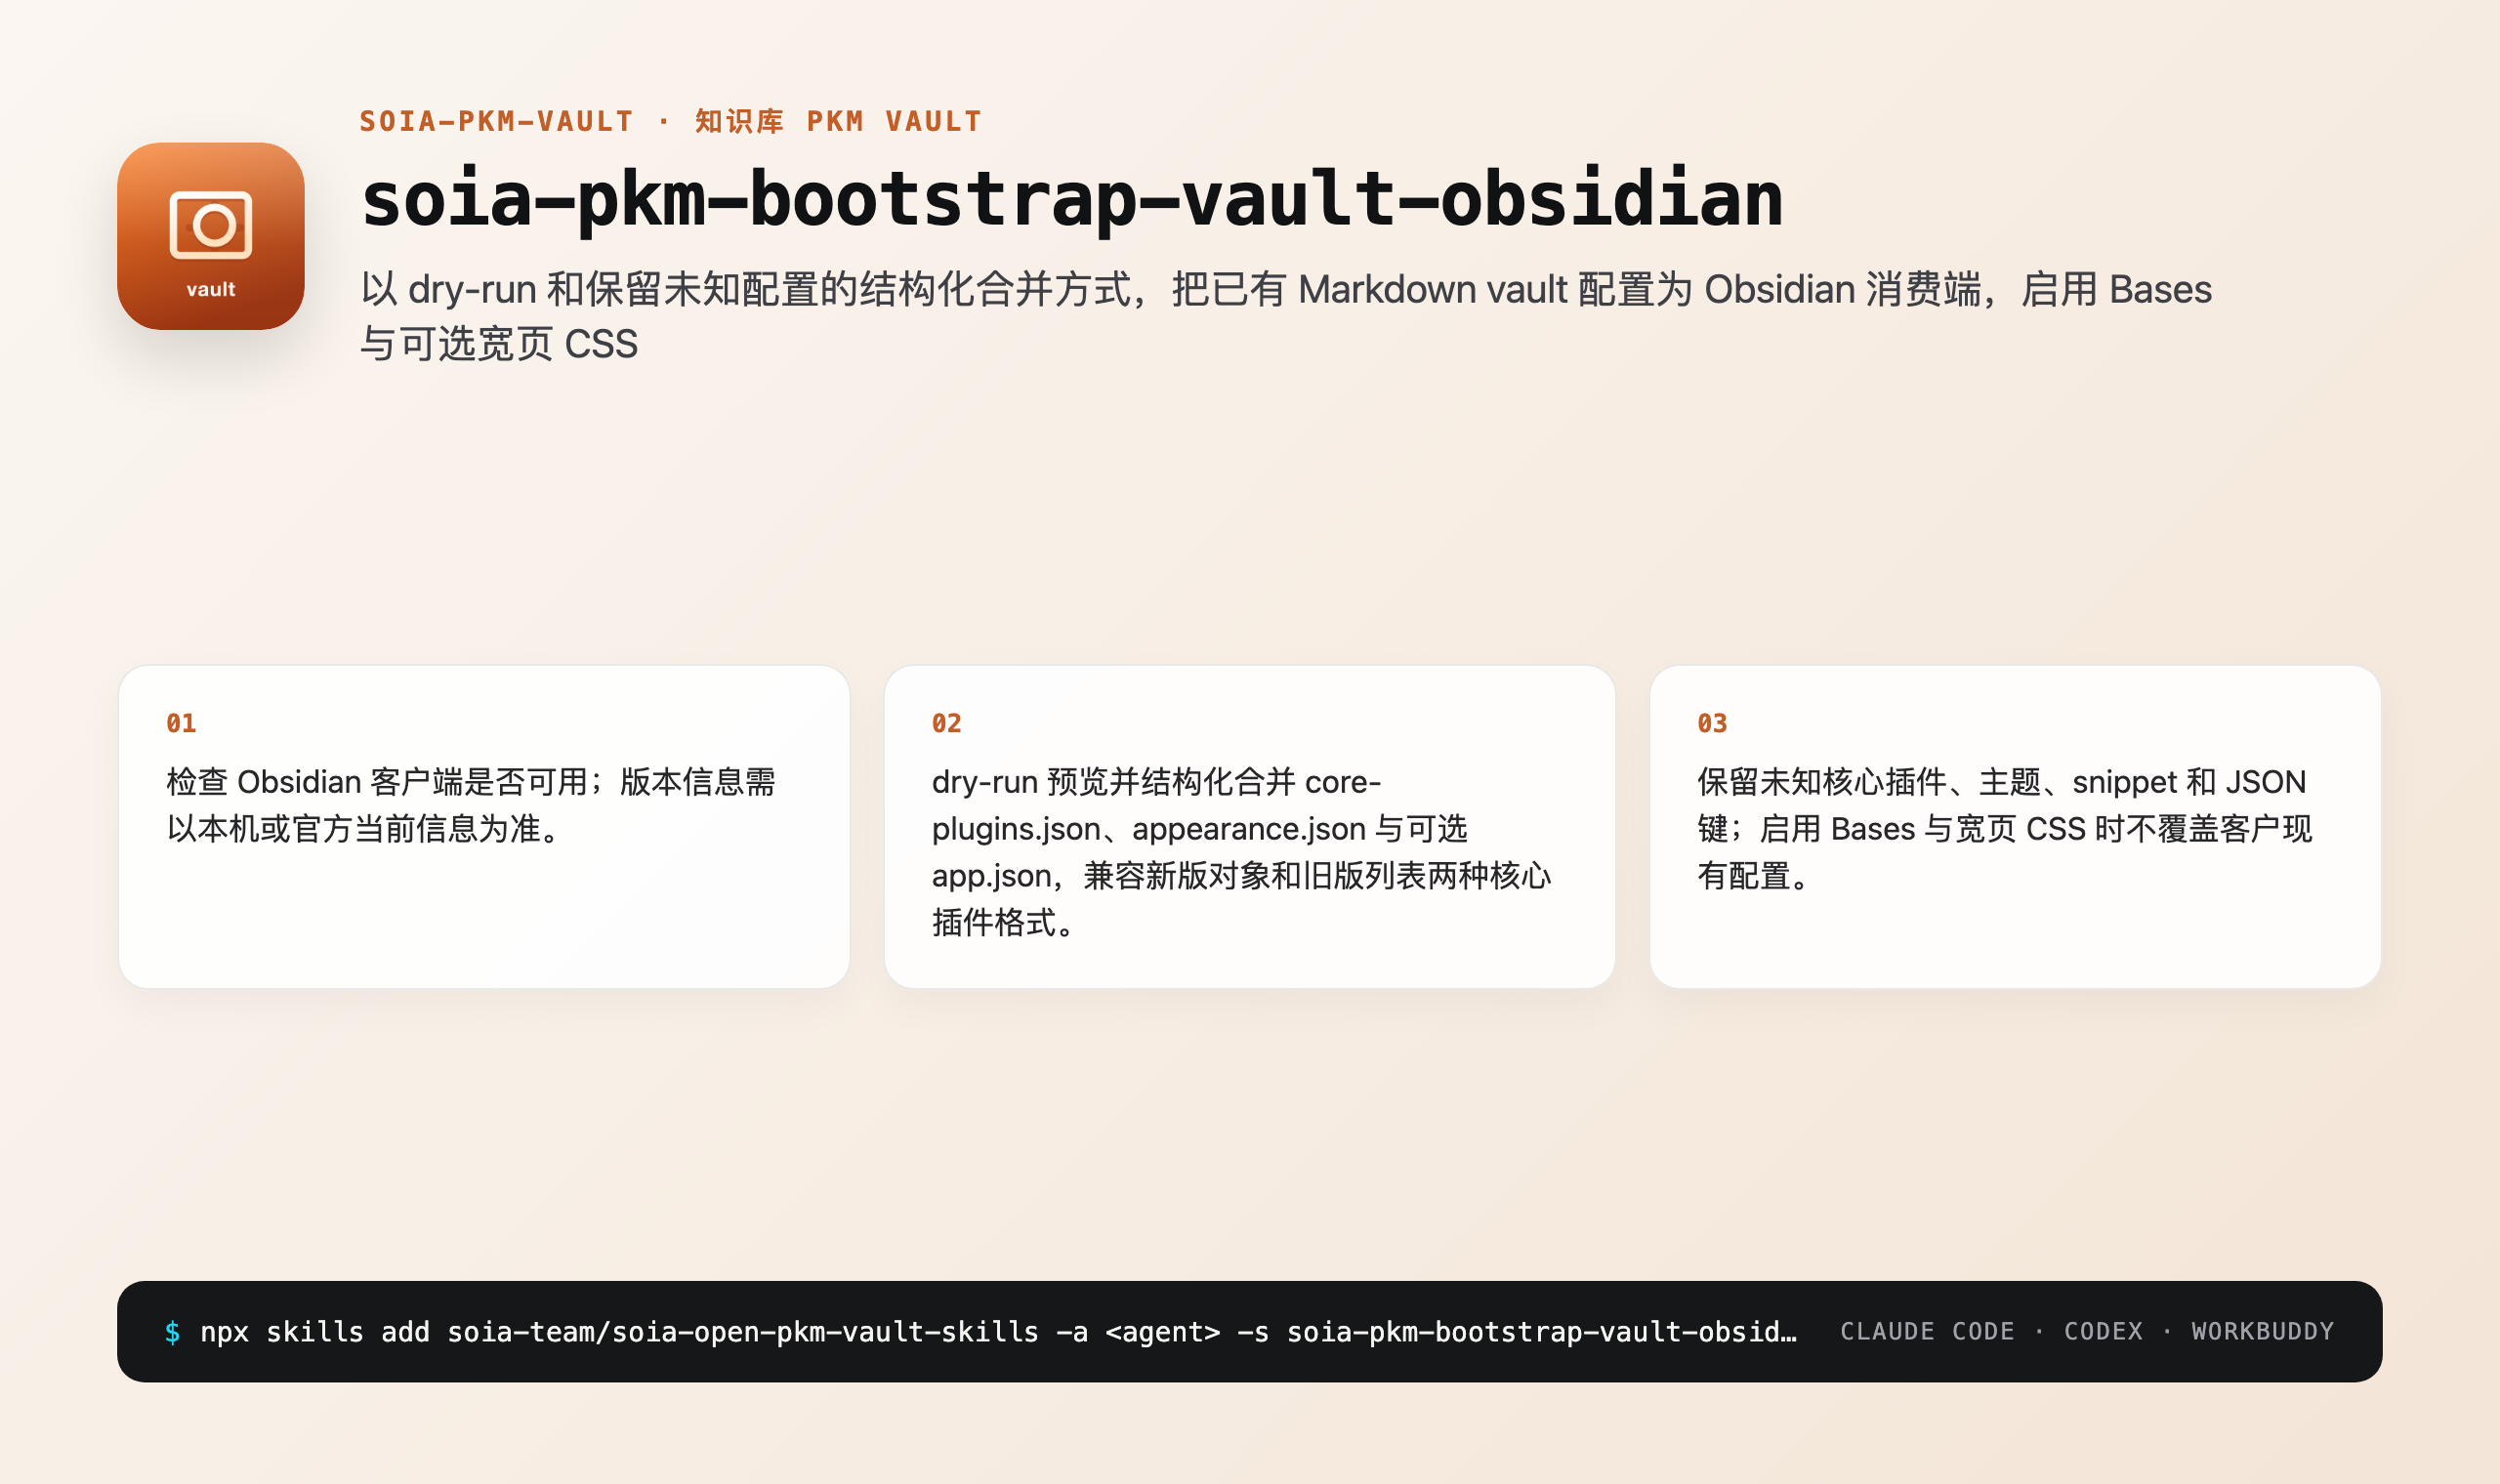 SOIA-PKM-VAULT · 知识库 PKM VAULT
soia-pkm-bootstrap-vault-obsidian
vault
以 dry-run 和保留未知配置的结构化合并方式，把已有 Markdown vault 配置为 Obsidian 消费端，启用 Bases
与可选宽页 CSS
01
检查 Obsidian 客户端是否可用；版本信息需
以本机或官方当前信息为准。
02
dry-run 预览并结构化合并 core-
plugins.json、appearance.json 与可选
app.json，兼容新版对象和旧版列表两种核心
插件格式。
03
保留未知核心插件、主题、snippet 和 JSON
键；启用 Bases 与宽页 CSS 时不覆盖客户现
有配置。
$ npx skills add soia-team/soia-open-pkm-vault-skills -a <agent> -s soia-pkm-bootstrap-vault-obsid…
CLAUDE CODE · CODEX · WORKBUDDY